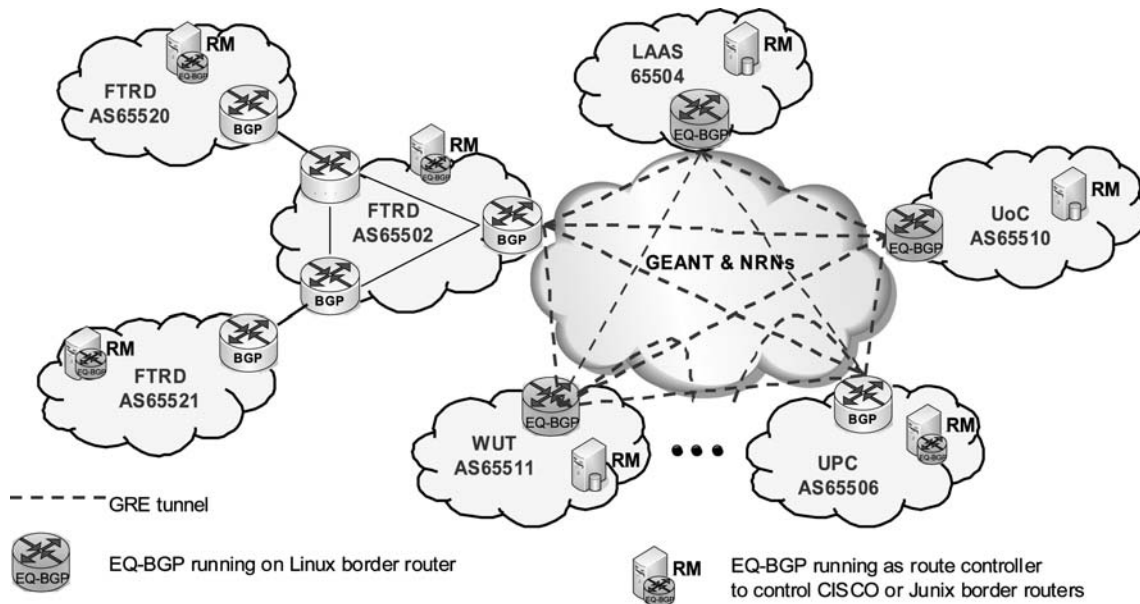 RM
EQ-BGP
FTRD
AS65520
BGP
LAAS
65504
RM
EQ-BGP
RM
EQ-BGP
FTRD
AS65502
BGP
BGP
GEANT & NRNs
RM
UoC
AS65510
EQ-BGP
RM
EQ-BGP
FTRD
AS65521
BGP
EQ-BGP
WUT
AS65511
RM
BGP
RM
EQ-BGP
UPC
AS65506
GRE tunnel
EQ-BGP
EQ-BGP running on Linux border router
RM
EQ-BGP
EQ-BGP running as route controller
to control CISCO or Junix border routers